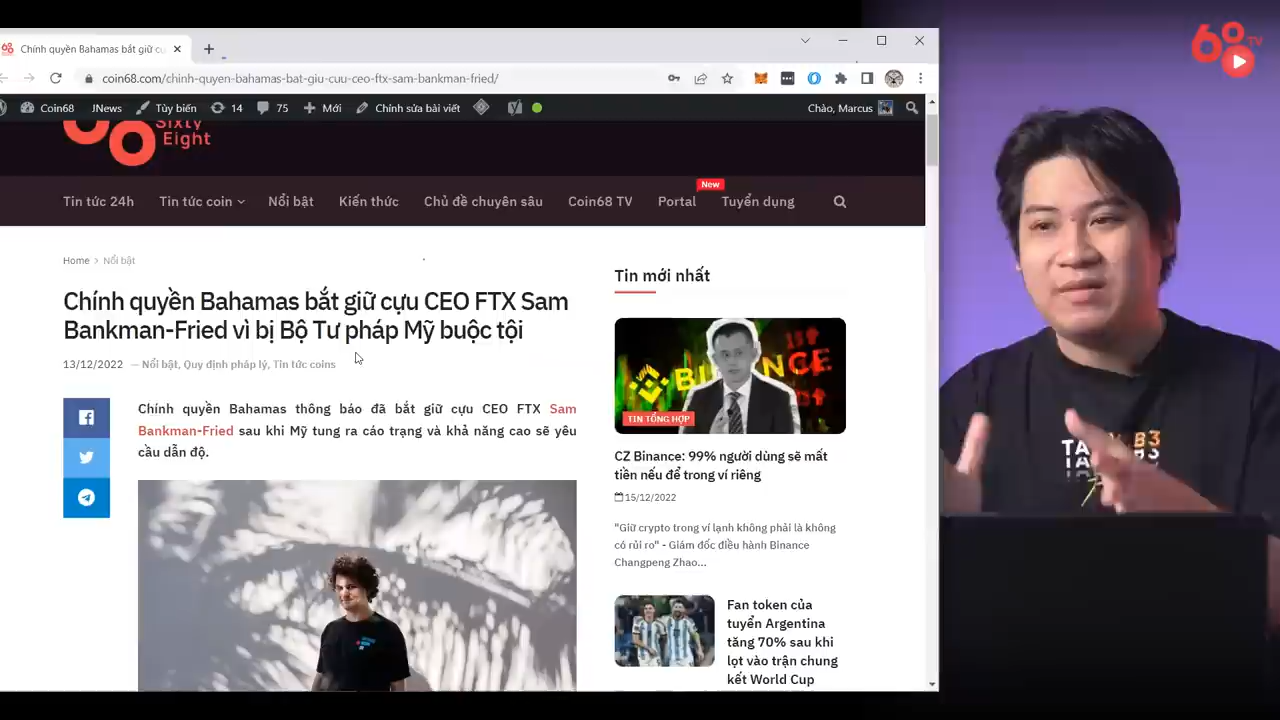 Chính quyền Bahamas bắt giữ cự
coin68.com/chinh-quyen-bahamas-bat-giu-cuu-ceo-ftx-sam-bankman-fried/
Coin68
JNews
Tùy biến
14
75
Mới
Chỉnh sửa bài viết
Chào, Marcus
Sixty
Eight
Tin tức 24h
Tin tức coin
Nổi bật
Kiến thức
Chủ đề chuyên sâu
Coin68 TV
Portal
New
Tuyển dụng
Home > Nổi bật
Chính quyền Bahamas bắt giữ cựu CEO FTX Sam
Bankman-Fried vì bị Bộ Tư pháp Mỹ buộc tội
13/12/2022 — Nổi bật, Quy định pháp lý, Tin tức coins
Chính quyền Bahamas thông báo đã bắt giữ cựu CEO FTX Sam
Bankman-Fried sau khi Mỹ tung ra cáo trạng và khả năng cao sẽ yêu
cầu dẫn độ.
Tin mới nhất
BINANCE
TIN TỔNG HỢP
CZ Binance: 99% người dùng sẽ mất
tiền nếu để trong ví riêng
15/12/2022
"Giữ crypto trong ví lạnh không phải là không
có rủi ro" - Giám đốc điều hành Binance
Changpeng Zhao...
Fan token của
tuyển Argentina
tăng 70% sau khi
lọt vào trận chung
kết World Cup
68 TV